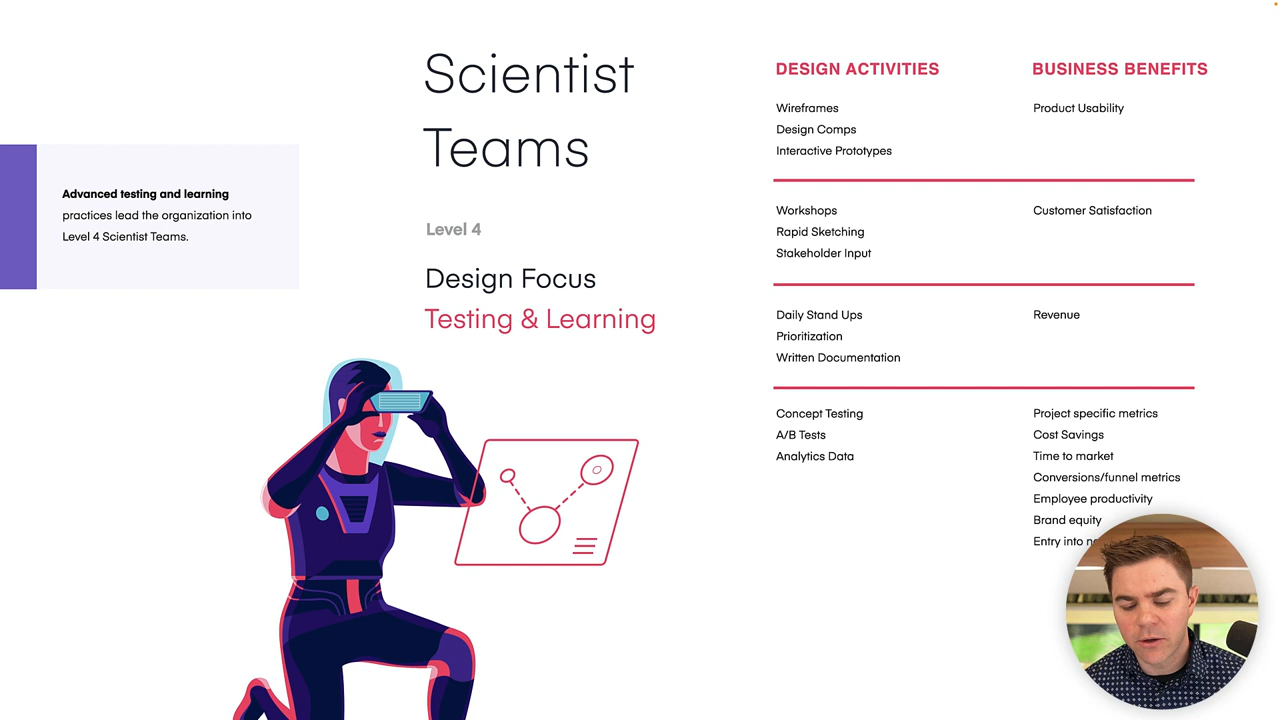 Scientist
Teams
Advanced testing and learning
practices lead the organization into
Level 4 Scientist Teams.
Level 4
Design Focus
Testing & Learning
DESIGN ACTIVITIES
BUSINESS BENEFITS
Wireframes
Design Comps
Interactive Prototypes
Product Usability
Workshops
Rapid Sketching
Stakeholder Input
Customer Satisfaction
Daily Stand Ups
Prioritization
Written Documentation
Revenue
Concept Testing
A/B Tests
Analytics Data
Project specific metrics
Cost Savings
Time to market
Conversions/funnel metrics
Employee productivity
Brand equity
Entry into